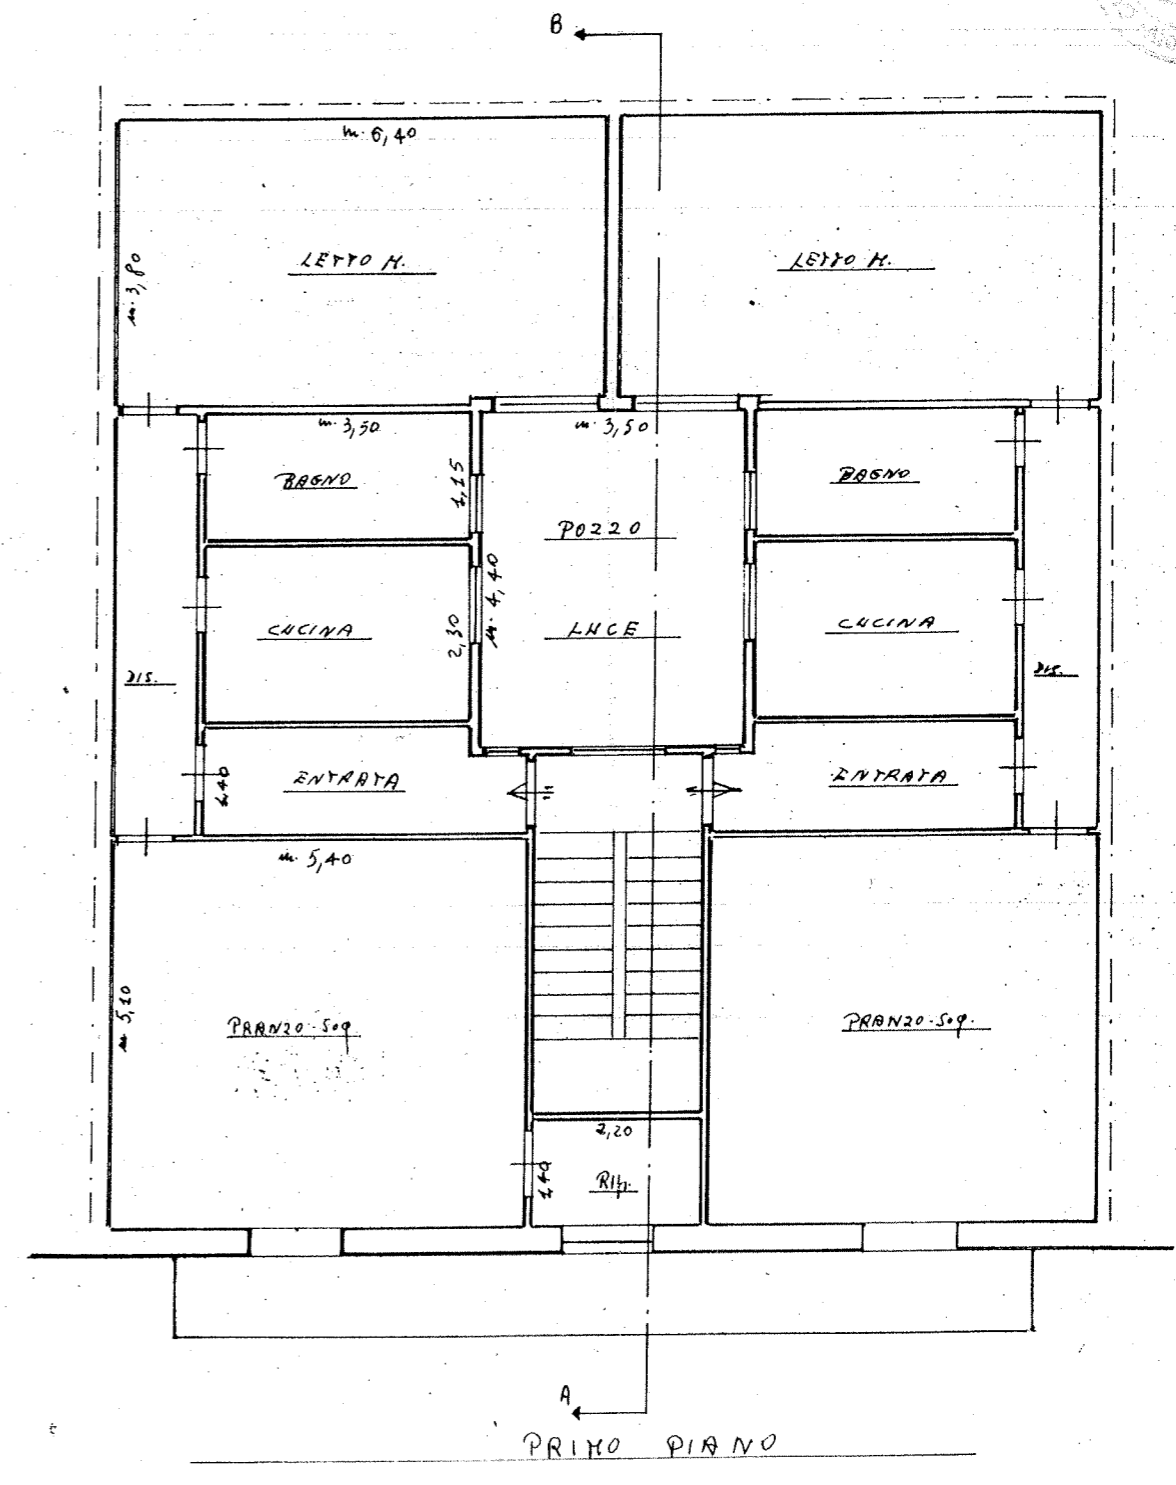 B
m. 6,40
LETTO M.
LETTO M.
m. 3,80
m. 3,50
m. 3,50
BAGNO
1,15
BAGNO
POZZO
m. 4,40
CUCINA
2,30
LUCE
CUCINA
DIS.
DIS.
ENTRATA
1,40
ENTRATA
m. 5,40
m 5,10
PRANZO-SOG.
PRANZO-SOG.
2,20
RIP.
1,40
A
PRIMO PIANO